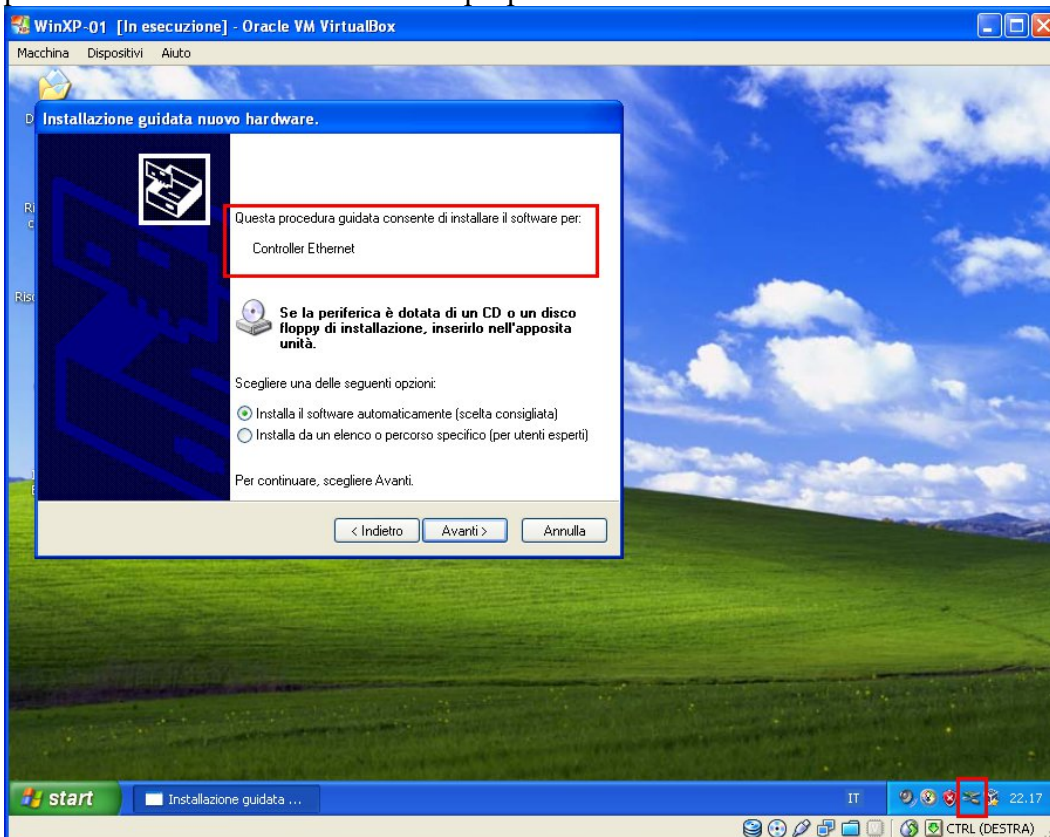 WinXP-01 [In esecuzione] - Oracle VM VirtualBox
Macchina Dispositivi Aiuto
Installazione guidata nuovo hardware.
Questa procedura guidata consente di installare il software per:
Controller Ethernet
Se la periferica è dotata di un CD o un disco
floppy di installazione, inserirlo nell'apposita
unità.
Scegliere una delle seguenti opzioni:
Installa il software automaticamente (scelta consigliata)
Installa da un elenco o percorso specifico (per utenti esperti)
Per continuare, scegliere Avanti.
< Indietro Avanti > Annulla
start Installazione guidata ... IT 22.17
CTRL (DESTRA)